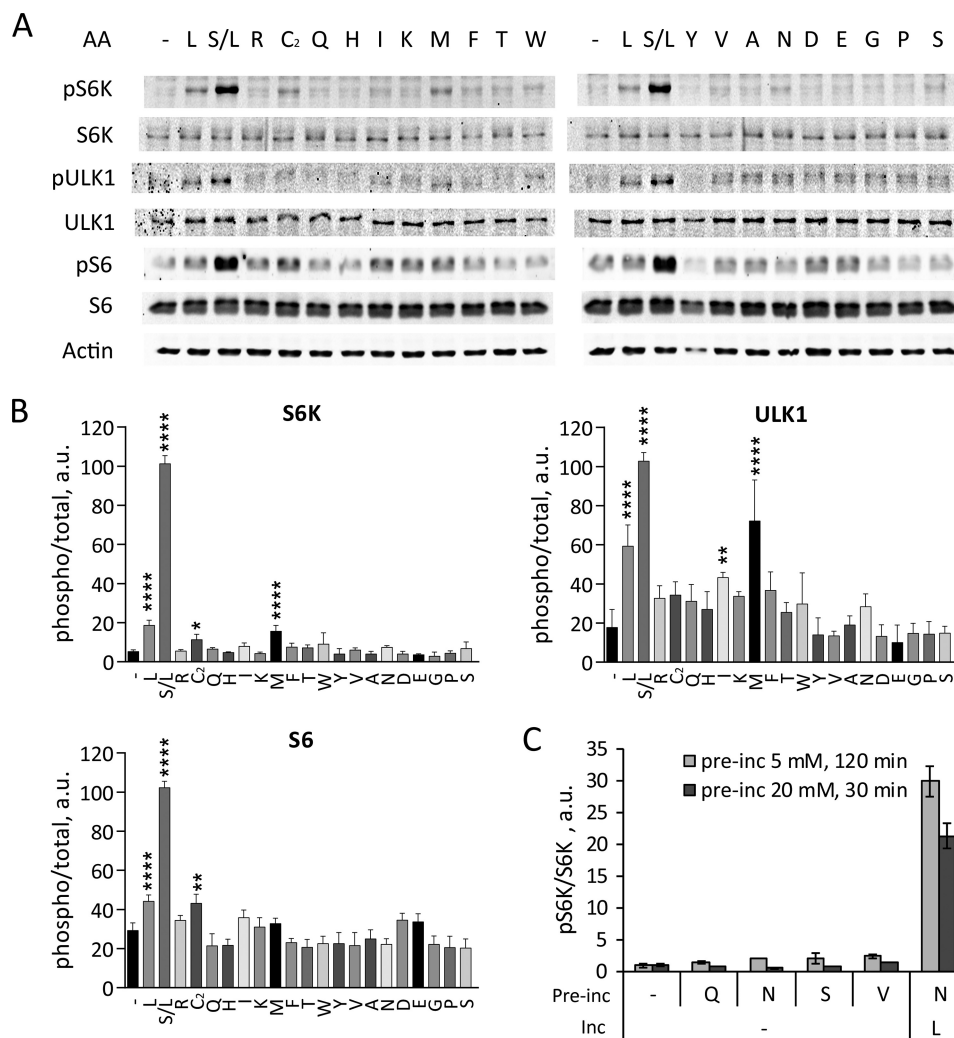 A
AA - L S/L R C₂ Q H I K M F T W - L S/L Y V A N D E G P S
pS6K
S6K
pULK1
ULK1
pS6
S6
Actin
B
S6K
phospho/total, a.u.
120
100
80
60
40
20
0
****
****
*
****
- L S/L R C₂ Q H I K M F T W Y V A N D E G P S
ULK1
phospho/total, a.u.
120
100
80
60
40
20
0
****
****
**
****
- L S/L R C₂ Q H I K M F T W Y V A N D E G P S
S6
phospho/total, a.u.
120
100
80
60
40
20
0
****
****
**
- L S/L R C₂ Q H I K M F T W Y V A N D E G P S
C
pS6K/S6K , a.u.
35
30
25
20
15
10
5
0
pre-inc 5 mM, 120 min
pre-inc 20 mM, 30 min
Pre-inc - Q N S V N
Inc - L